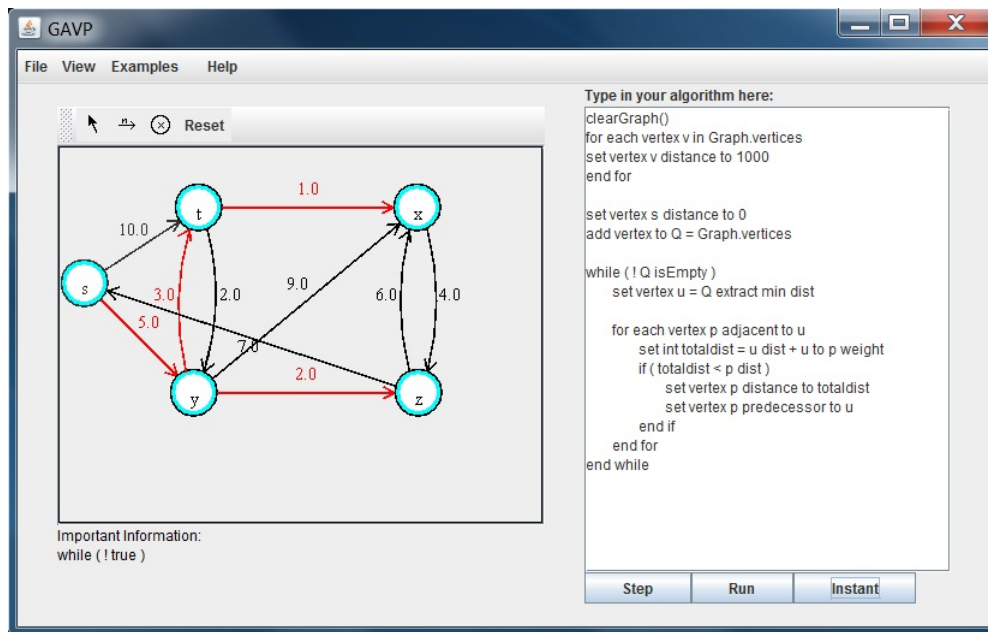 GAVP
File View Examples Help
n Reset
Type in your algorithm here:
clearGraph()
for each vertex v in Graph.vertices
set vertex v distance to 1000
end for
set vertex s distance to 0
add vertex to Q = Graph.vertices
while ( ! Q isEmpty )
set vertex u = Q extract min dist
for each vertex p adjacent to u
set int totaldist = u dist + u to p weight
if ( totaldist < p dist )
set vertex p distance to totaldist
set vertex p predecessor to u
end if
end for
end while
1.0
t x
10.0
s 3.0 2.0 9.0 6.0 4.0
5.0
7.0
2.0
y z
Important Information:
while ( ! true )
Step Run Instant